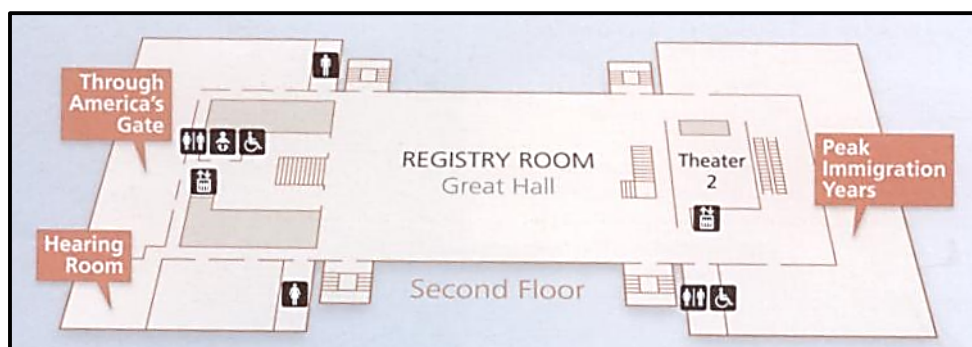 Through
America's
Gate
REGISTRY ROOM
Great Hall
Theater
2
Peak
Immigration
Years
Hearing
Room
Second Floor